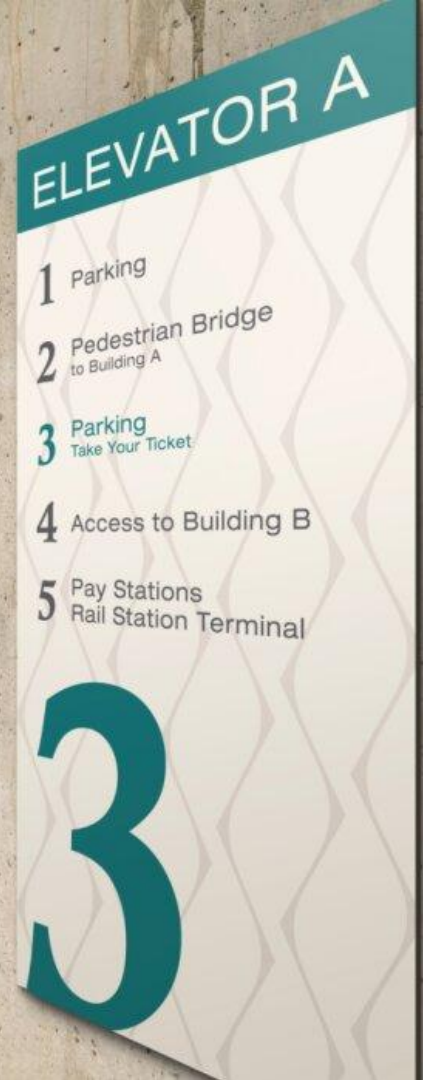 ELEVATOR A
1 Parking
2 Pedestrian Bridge
to Building A
3 Parking
Take Your Ticket
4 Access to Building B
5 Pay Stations
Rail Station Terminal
3